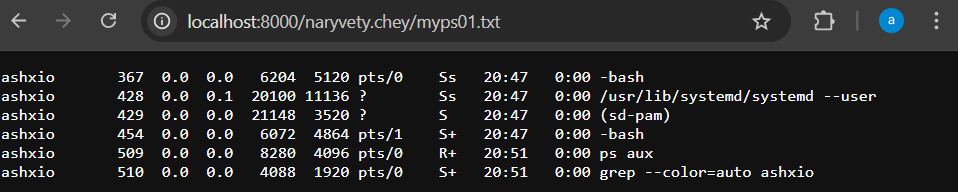 localhost:8000/naryvety.chey/myps01.txt
a
ashxio 367 0.0 0.0 6204 5120 pts/0 Ss 20:47 0:00 -bash
ashxio 428 0.0 0.1 20100 11136 ? Ss 20:47 0:00 /usr/lib/systemd/systemd --user
ashxio 429 0.0 0.0 21148 3520 ? S 20:47 0:00 (sd-pam)
ashxio 454 0.0 0.0 6072 4864 pts/1 S+ 20:47 0:00 -bash
ashxio 509 0.0 0.0 8280 4096 pts/0 R+ 20:51 0:00 ps aux
ashxio 510 0.0 0.0 4088 1920 pts/0 S+ 20:51 0:00 grep --color=auto ashxio